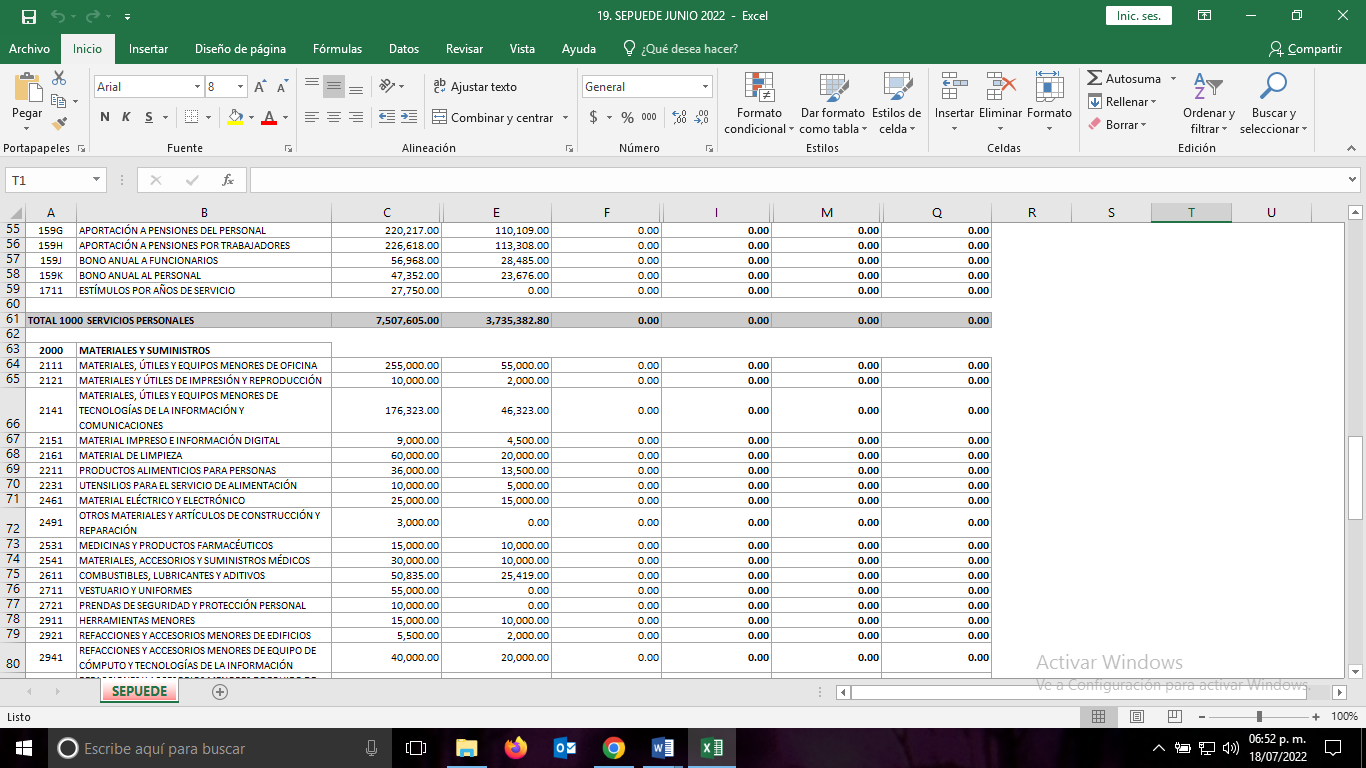 19. SEPUEDE JUNIO 2022 - Excel
Inic. ses.
Archivo Inicio Insertar Diseño de página Fórmulas Datos Revisar Vista Ayuda ¿Qué desea hacer? Compartir
Pegar
Portapapeles
Arial 8
N K S
Fuente
Ajustar texto
Combinar y centrar
Alineación
General
$ % 000
Número
Formato condicional
Dar formato como tabla
Estilos de celda
Estilos
Insertar Eliminar Formato
Celdas
Autosuma
Rellenar
Borrar
Ordenar y filtrar
Buscar y seleccionar
Edición
T1 fx
A B C E F I M Q R S T U
55 159G APORTACIÓN A PENSIONES DEL PERSONAL 220,217.00 110,109.00 0.00 0.00 0.00 0.00
56 159H APORTACIÓN A PENSIONES POR TRABAJADORES 226,618.00 113,308.00 0.00 0.00 0.00 0.00
57 159J BONO ANUAL A FUNCIONARIOS 56,968.00 28,485.00 0.00 0.00 0.00 0.00
58 159K BONO ANUAL AL PERSONAL 47,352.00 23,676.00 0.00 0.00 0.00 0.00
59 1711 ESTÍMULOS POR AÑOS DE SERVICIO 27,750.00 0.00 0.00 0.00 0.00 0.00
60
61 TOTAL 1000 SERVICIOS PERSONALES 7,507,605.00 3,735,382.80 0.00 0.00 0.00 0.00
62
63 2000 MATERIALES Y SUMINISTROS
64 2111 MATERIALES, ÚTILES Y EQUIPOS MENORES DE OFICINA 255,000.00 55,000.00 0.00 0.00 0.00 0.00
65 2121 MATERIALES Y ÚTILES DE IMPRESIÓN Y REPRODUCCIÓN 10,000.00 2,000.00 0.00 0.00 0.00 0.00
MATERIALES, ÚTILES Y EQUIPOS MENORES DE
66 2141 TECNOLOGÍAS DE LA INFORMACIÓN Y 176,323.00 46,323.00 0.00 0.00 0.00 0.00
COMUNICACIONES
67 2151 MATERIAL IMPRESO E INFORMACIÓN DIGITAL 9,000.00 4,500.00 0.00 0.00 0.00 0.00
68 2161 MATERIAL DE LIMPIEZA 60,000.00 20,000.00 0.00 0.00 0.00 0.00
69 2211 PRODUCTOS ALIMENTICIOS PARA PERSONAS 36,000.00 13,500.00 0.00 0.00 0.00 0.00
70 2231 UTENSILIOS PARA EL SERVICIO DE ALIMENTACIÓN 10,000.00 5,000.00 0.00 0.00 0.00 0.00
71 2461 MATERIAL ELÉCTRICO Y ELECTRÓNICO 25,000.00 15,000.00 0.00 0.00 0.00 0.00
OTROS MATERIALES Y ARTÍCULOS DE CONSTRUCCIÓN Y
72 2491 REPARACIÓN 3,000.00 0.00 0.00 0.00 0.00 0.00
73 2531 MEDICINAS Y PRODUCTOS FARMACÉUTICOS 15,000.00 10,000.00 0.00 0.00 0.00 0.00
74 2541 MATERIALES, ACCESORIOS Y SUMINISTROS MÉDICOS 30,000.00 10,000.00 0.00 0.00 0.00 0.00
75 2611 COMBUSTIBLES, LUBRICANTES Y ADITIVOS 50,835.00 25,419.00 0.00 0.00 0.00 0.00
76 2711 VESTUARIO Y UNIFORMES 55,000.00 0.00 0.00 0.00 0.00 0.00
77 2721 PRENDAS DE SEGURIDAD Y PROTECCIÓN PERSONAL 10,000.00 0.00 0.00 0.00 0.00 0.00
78 2911 HERRAMIENTAS MENORES 15,000.00 10,000.00 0.00 0.00 0.00 0.00
79 2921 REFACCIONES Y ACCESORIOS MENORES DE EDIFICIOS 5,500.00 2,000.00 0.00 0.00 0.00 0.00
REFACCIONES Y ACCESORIOS MENORES DE EQUIPO DE
80 2941 CÓMPUTO Y TECNOLOGÍAS DE LA INFORMACIÓN 40,000.00 20,000.00 0.00 0.00 0.00 0.00
Activar Windows
Ve a Configuración para activar Windows.
SEPUEDE
Listo 100%
Escribe aquí para buscar
06:52 p. m.
18/07/2022